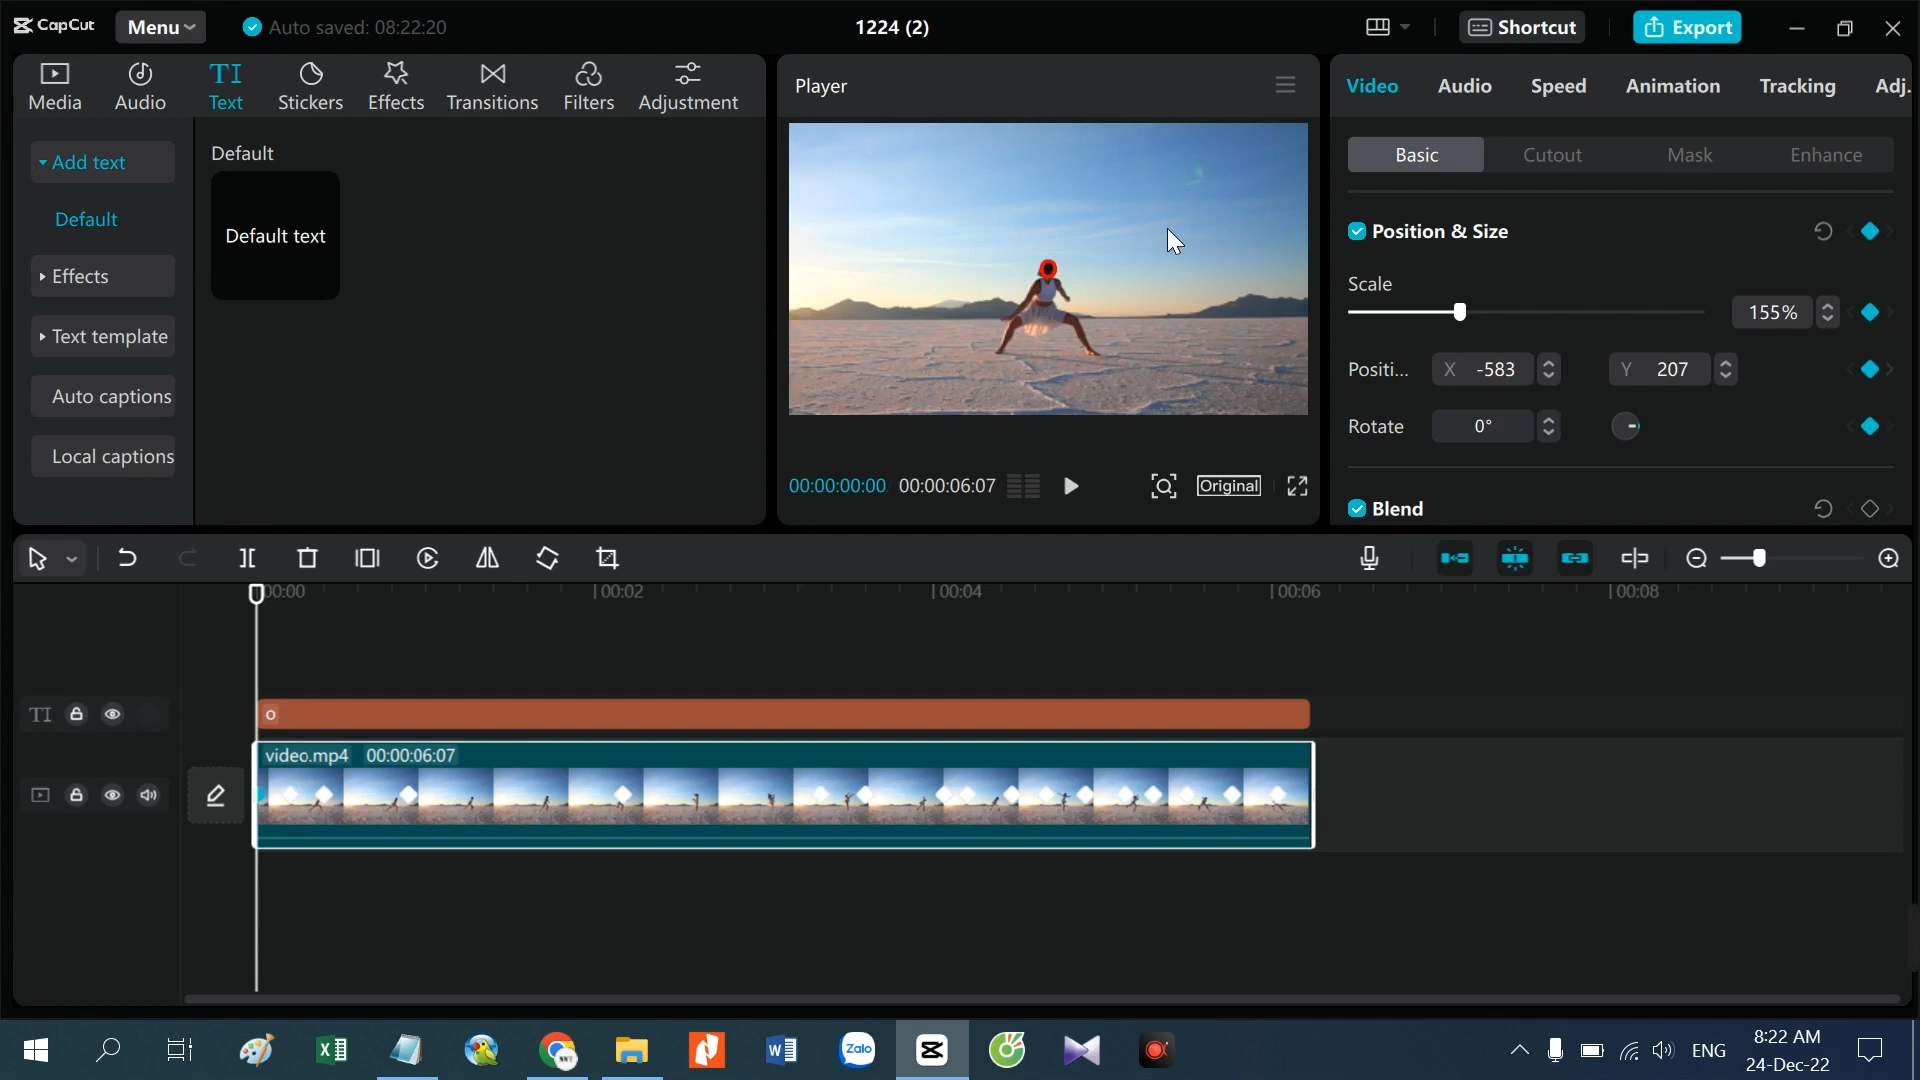 CapCut
Menu
Auto saved: 08:22:20
1224 (2)
Shortcut
Export
Media
Audio
TI
Text
Stickers
Effects
Transitions
Filters
Adjustment
Add text
Default
Effects
Text template
Auto captions
Local captions
Default
Default text
Player
00:00:00:00 00:00:06:07
Original
Video Audio Speed Animation Tracking Adj.
Basic Cutout Mask Enhance
Position & Size
Scale
155%
Positi... X -583 Y 207
Rotate 0°
Blend
00:00 00:02 00:04 00:06 00:08
TI
o
video.mp4 00:00:06:07
Zalo
ENG
8:22 AM
24-Dec-22